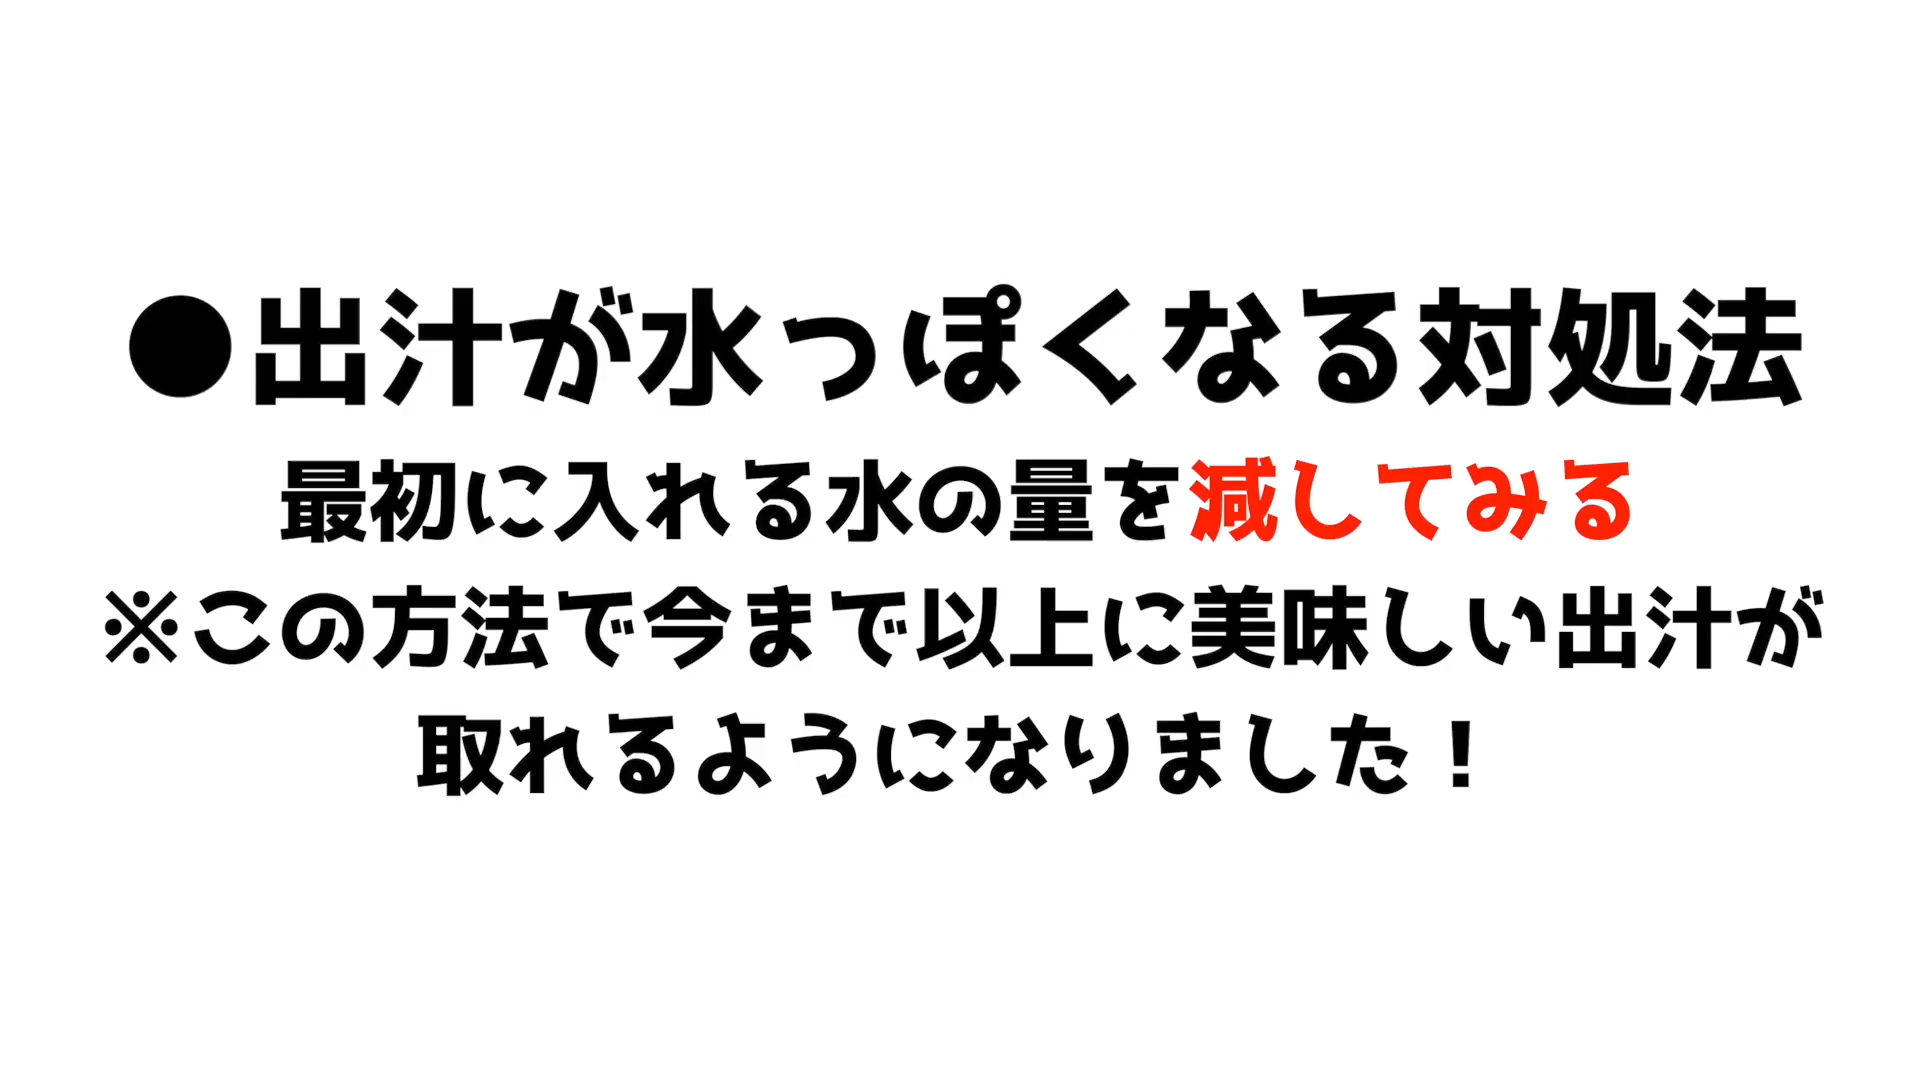 ●出汁が水っぽくなる対処法
最初に入れる水の量を減してみる
※この方法で今まで以上に美味しい出汁が
取れるようになりました！